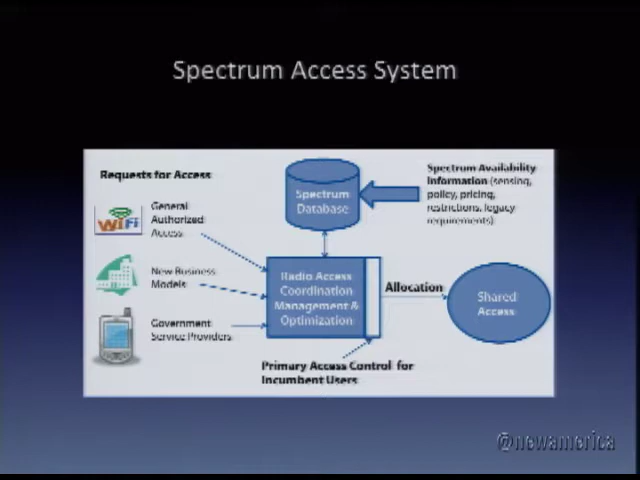 Spectrum Access System
Requests for Access
WiFi
General
Authorized
Access
New Business
Models
Government
Service Providers
Spectrum
Database
Spectrum Availability
Information (sensing,
policy, pricing,
restrictions, legacy
requirements)
Radio Access
Coordination
Management &
Optimization
Allocation
Shared
Access
Primary Access Control for
Incumbent Users
@newamerica